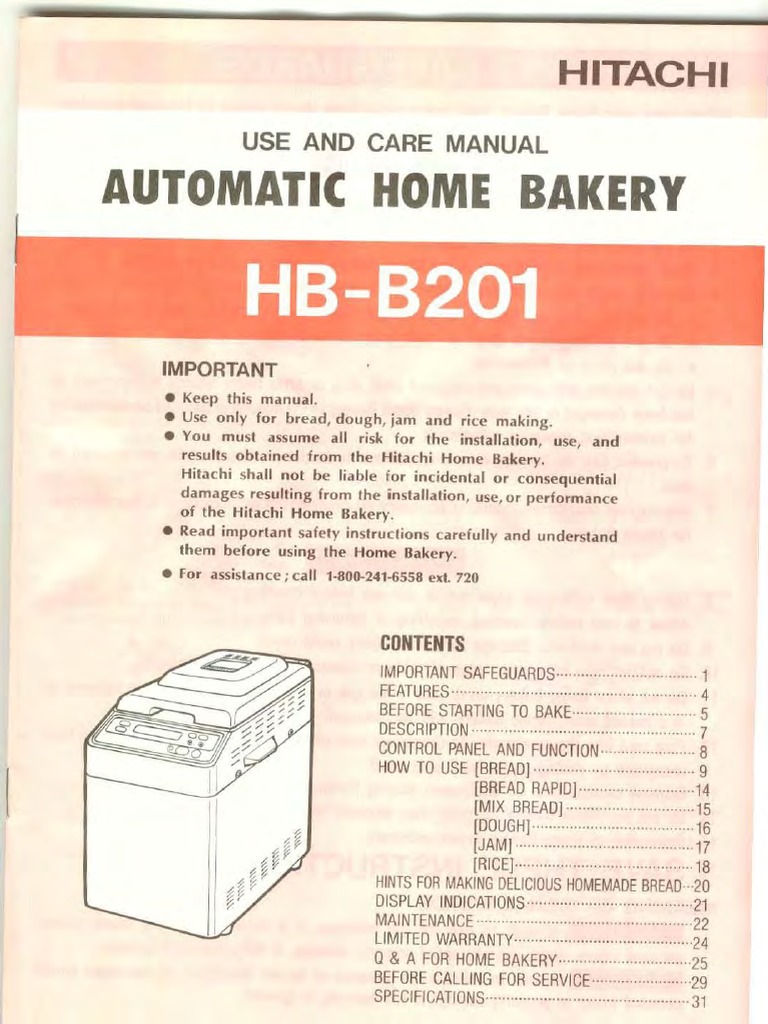 HITACHI
USE AND CARE MANUAL
AUTOMATIC HOME BAKERY
HB-B201
IMPORTANT
● Keep this manual.
● Use only for bread, dough, jam and rice making.
● You must assume all risk for the installation, use, and
results obtained from the Hitachi Home Bakery.
Hitachi shall not be liable for incidental or consequential
damages resulting from the installation, use, or performance
of the Hitachi Home Bakery.
● Read important safety instructions carefully and understand
them before using the Home Bakery.
● For assistance; call 1-800-241-6558 ext. 720
CONTENTS
IMPORTANT SAFEGUARDS 1
FEATURES 4
BEFORE STARTING TO BAKE 5
DESCRIPTION 7
CONTROL PANEL AND FUNCTION 8
HOW TO USE [BREAD] 9
[BREAD RAPID] 14
[MIX BREAD] 15
[DOUGH] 16
[JAM] 17
[RICE] 18
HINTS FOR MAKING DELICIOUS HOMEMADE BREAD 20
DISPLAY INDICATIONS 21
MAINTENANCE 22
LIMITED WARRANTY 24
Q & A FOR HOME BAKERY 25
BEFORE CALLING FOR SERVICE 29
SPECIFICATIONS 31